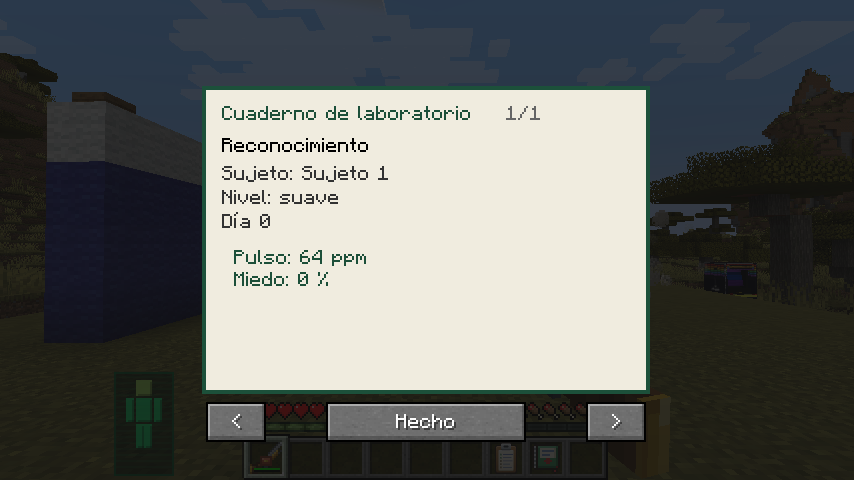 Cuaderno de laboratorio 1/1
Reconocimiento
Sujeto: Sujeto 1
Nivel: suave
Día 0
Pulso: 64 ppm
Miedo: 0 %
< Hecho >